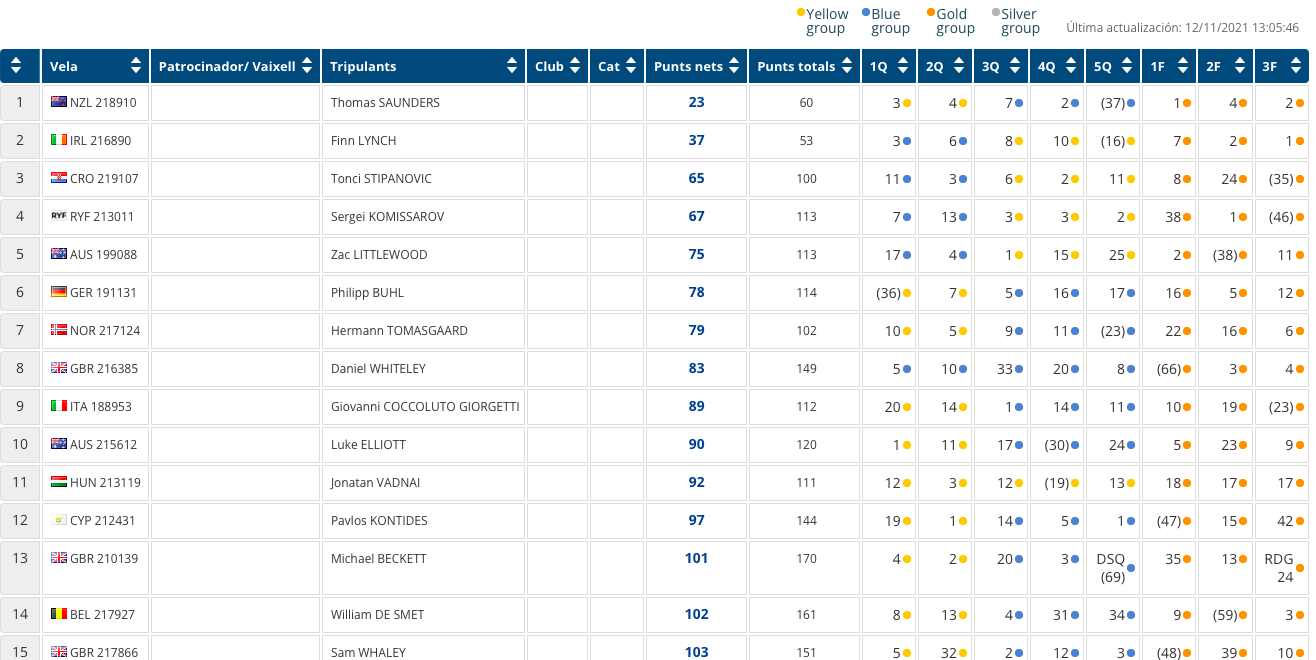 Yellow group Blue group Gold group Silver group Última actualización: 12/11/2021 13:05:46
Vela Patrocinador/ Vaixell Tripulants Club Cat Punts nets Punts totals 1Q 2Q 3Q 4Q 5Q 1F 2F 3F
1 NZL 218910 Thomas SAUNDERS 23 60 3 4 7 2 (37) 1 4 2
2 IRL 216890 Finn LYNCH 37 53 3 6 8 10 (16) 7 2 1
3 CRO 219107 Tonci STIPANOVIC 65 100 11 3 6 2 11 8 24 (35)
4 RYF RYF 213011 Sergei KOMISSAROV 67 113 7 13 3 3 2 38 1 (46)
5 AUS 199088 Zac LITTLEWOOD 75 113 17 4 1 15 25 2 (38) 11
6 GER 191131 Philipp BUHL 78 114 (36) 7 5 16 17 16 5 12
7 NOR 217124 Hermann TOMASGAARD 79 102 10 5 9 11 (23) 22 16 6
8 GBR 216385 Daniel WHITELEY 83 149 5 10 33 20 8 (66) 3 4
9 ITA 188953 Giovanni COCCOLUTO GIORGETTI 89 112 20 14 1 14 11 10 19 (23)
10 AUS 215612 Luke ELLIOTT 90 120 1 11 17 (30) 24 5 23 9
11 HUN 213119 Jonatan VADNAI 92 111 12 3 12 (19) 13 18 17 17
12 CYP 212431 Pavlos KONTIDES 97 144 19 1 14 5 1 (47) 15 42
13 GBR 210139 Michael BECKETT 101 170 4 2 20 3 DSQ (69) 35 13 RDG 24
14 BEL 217927 William DE SMET 102 161 8 13 4 31 34 9 (59) 3
15 GBR 217866 Sam WHALEY 103 151 5 32 2 12 3 (48) 39 10